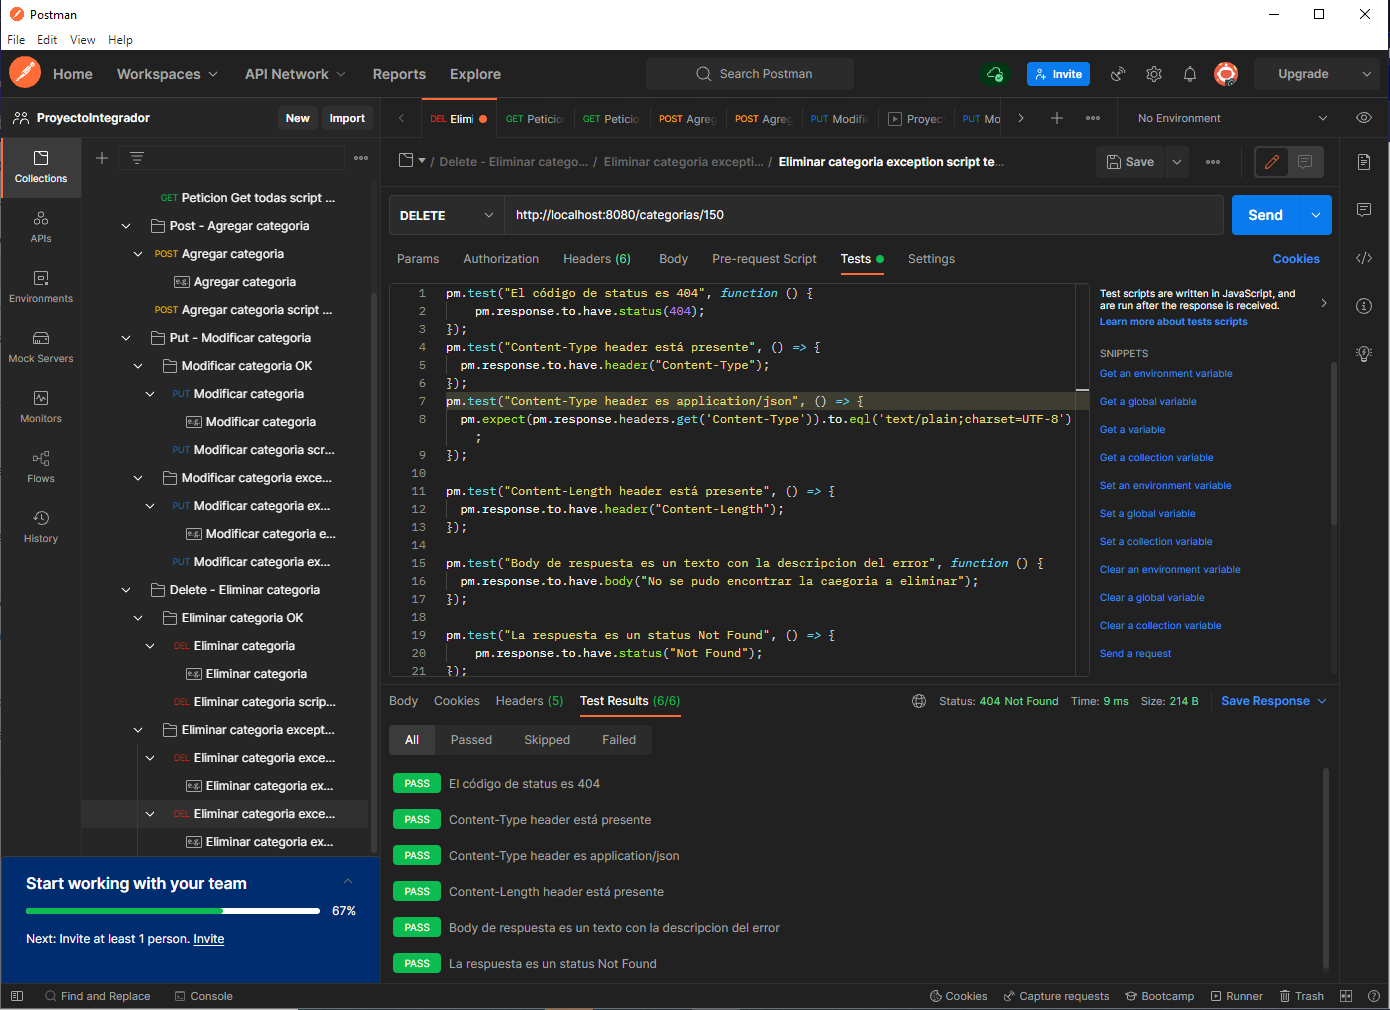 Postman
File Edit View Help
Home Workspaces API Network Reports Explore
Search Postman
Invite
Upgrade
ProyectoIntegrador
New Import
DEL Elimi
GET Peticio
GET Peticio
POST Agreg
POST Agreg
PUT Modific
Proyec
PUT Mo
No Environment
Collections
APIs
Environments
Mock Servers
Monitors
Flows
History
GET Peticion Get todas script ...
Post - Agregar categoria
POST Agregar categoria
e.g. Agregar categoria
POST Agregar categoria script ...
Put - Modificar categoria
Modificar categoria OK
PUT Modificar categoria
e.g. Modificar categoria
PUT Modificar categoria scr...
Modificar categoria exce...
PUT Modificar categoria ex...
e.g. Modificar categoria e...
PUT Modificar categoria ex...
Delete - Eliminar categoria
Eliminar categoria OK
DEL Eliminar categoria
e.g. Eliminar categoria
DEL Eliminar categoria scrip...
Eliminar categoria except...
DEL Eliminar categoria exce...
e.g. Eliminar categoria ex...
DEL Eliminar categoria exce...
e.g. Eliminar categoria ex...
Start working with your team
67%
Next: Invite at least 1 person. Invite
/ Delete - Eliminar catego... / Eliminar categoria excepti... / Eliminar categoria exception script te...
Save
DELETE
http://localhost:8080/categorias/150
Send
Params Authorization Headers (6) Body Pre-request Script Tests Settings
Cookies
1 pm.test("El código de status es 404", function () {
2 pm.response.to.have.status(404);
3 });
4 pm.test("Content-Type header está presente", () => {
5 pm.response.to.have.header("Content-Type");
6 });
7 pm.test("Content-Type header es application/json", () => {
8 pm.expect(pm.response.headers.get('Content-Type')).to.eql('text/plain;charset=UTF-8')
;
9 });
10
11 pm.test("Content-Length header está presente", () => {
12 pm.response.to.have.header("Content-Length");
13 });
14
15 pm.test("Body de respuesta es un texto con la descripcion del error", function () {
16 pm.response.to.have.body("No se pudo encontrar la caegoria a eliminar");
17 });
18
19 pm.test("La respuesta es un status Not Found", () => {
20 pm.response.to.have.status("Not Found");
21 });
Test scripts are written in JavaScript, and
are run after the response is received.
Learn more about tests scripts
SNIPPETS
Get an environment variable
Get a global variable
Get a variable
Get a collection variable
Set an environment variable
Set a global variable
Set a collection variable
Clear an environment variable
Clear a global variable
Clear a collection variable
Send a request
Body Cookies Headers (5) Test Results (6/6)
Status: 404 Not Found Time: 9 ms Size: 214 B
Save Response
All Passed Skipped Failed
PASS El código de status es 404
PASS Content-Type header está presente
PASS Content-Type header es application/json
PASS Content-Length header está presente
PASS Body de respuesta es un texto con la descripcion del error
PASS La respuesta es un status Not Found
Find and Replace Console
Cookies Capture requests Bootcamp Runner Trash